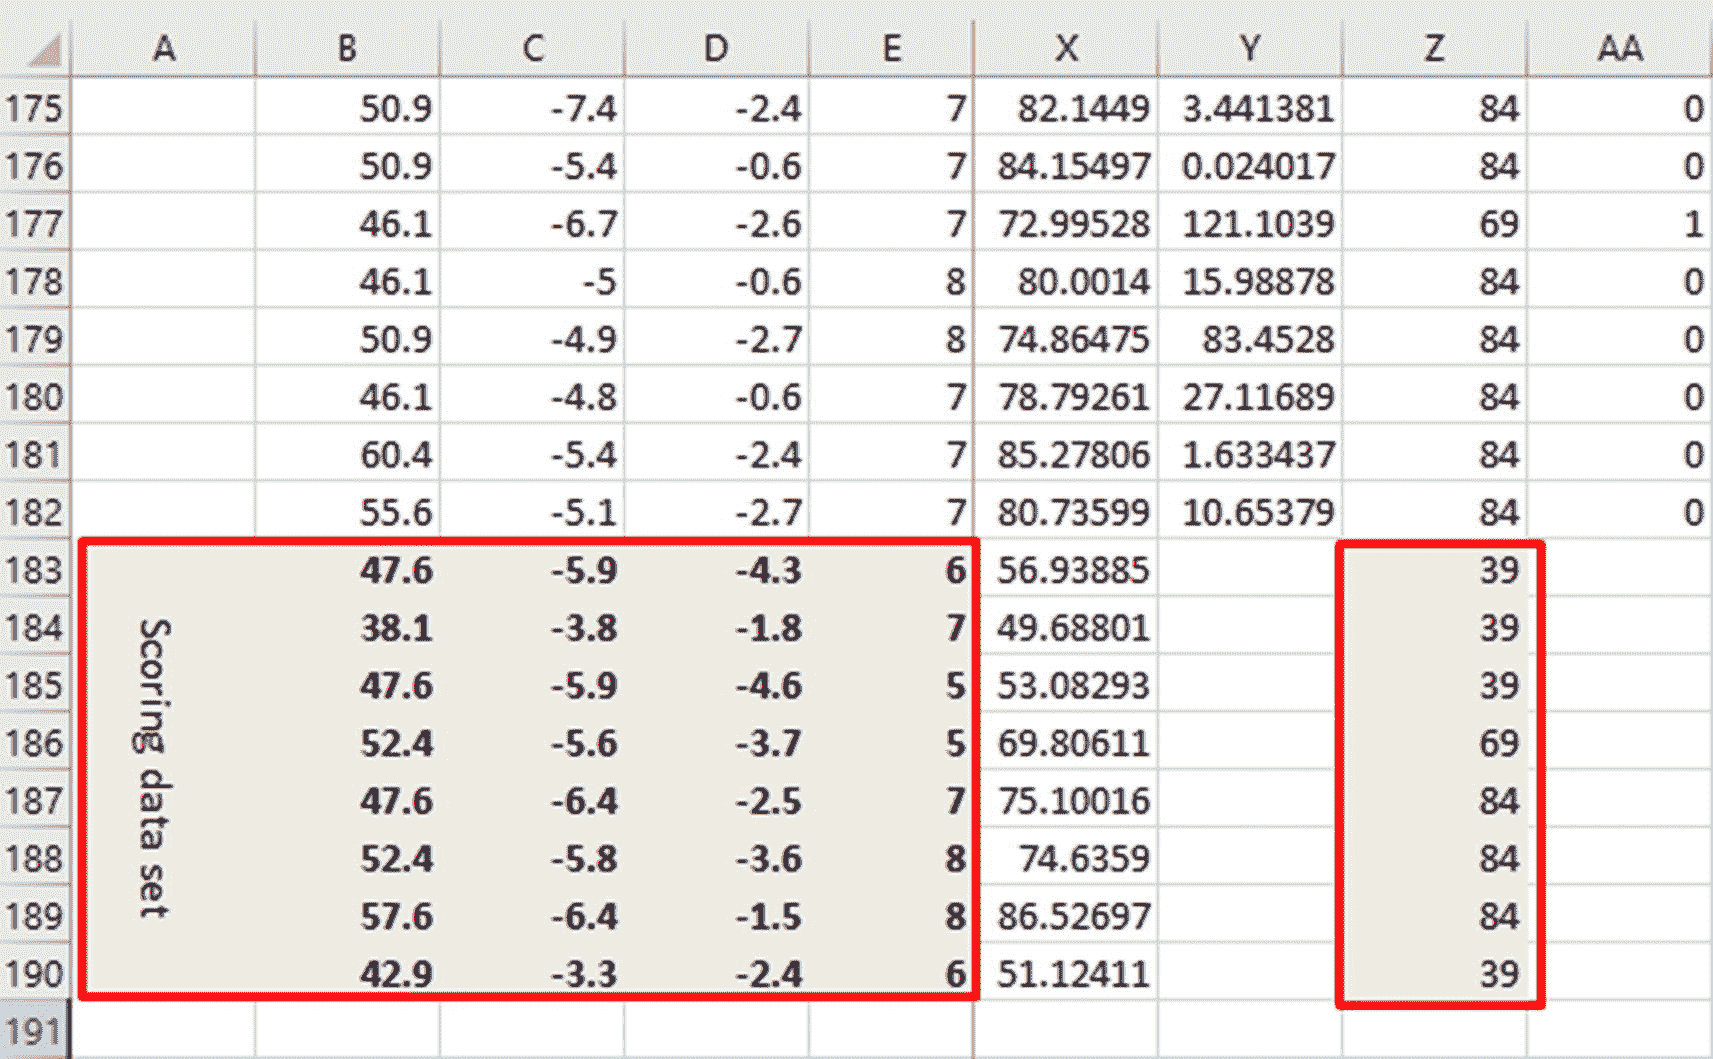 A B C D E X Y Z AA
175 50.9 -7.4 -2.4 7 82.1449 3.441381 84 0
176 50.9 -5.4 -0.6 7 84.15497 0.024017 84 0
177 46.1 -6.7 -2.6 7 72.99528 121.1039 69 1
178 46.1 -5 -0.6 8 80.0014 15.98878 84 0
179 50.9 -4.9 -2.7 8 74.86475 83.4528 84 0
180 46.1 -4.8 -0.6 7 78.79261 27.11689 84 0
181 60.4 -5.4 -2.4 7 85.27806 1.633437 84 0
182 55.6 -5.1 -2.7 7 80.73599 10.65379 84 0
Scoring data set
183 47.6 -5.9 -4.3 6 56.93885 39
184 38.1 -3.8 -1.8 7 49.68801 39
185 47.6 -5.9 -4.6 5 53.08293 39
186 52.4 -5.6 -3.7 5 69.80611 69
187 47.6 -6.4 -2.5 7 75.10016 84
188 52.4 -5.8 -3.6 8 74.6359 84
189 57.6 -6.4 -1.5 8 86.52697 84
190 42.9 -3.3 -2.4 6 51.12411 39
191